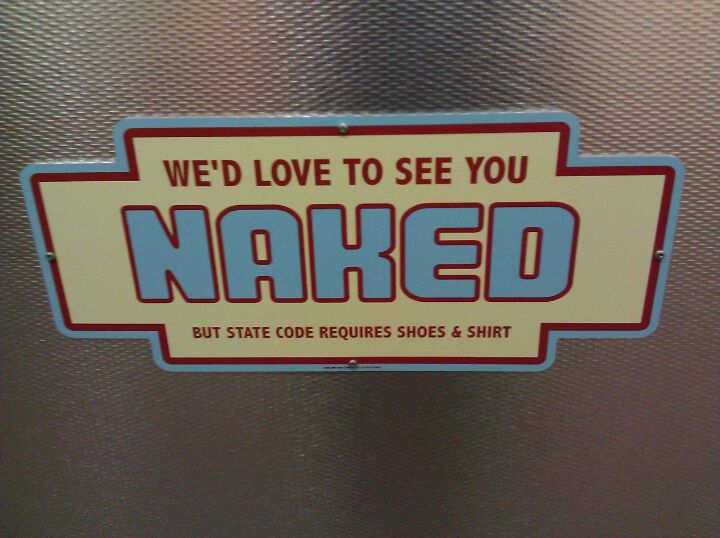 WE'D LOVE TO SEE YOU
NAKED
BUT STATE CODE REQUIRES SHOES & SHIRT